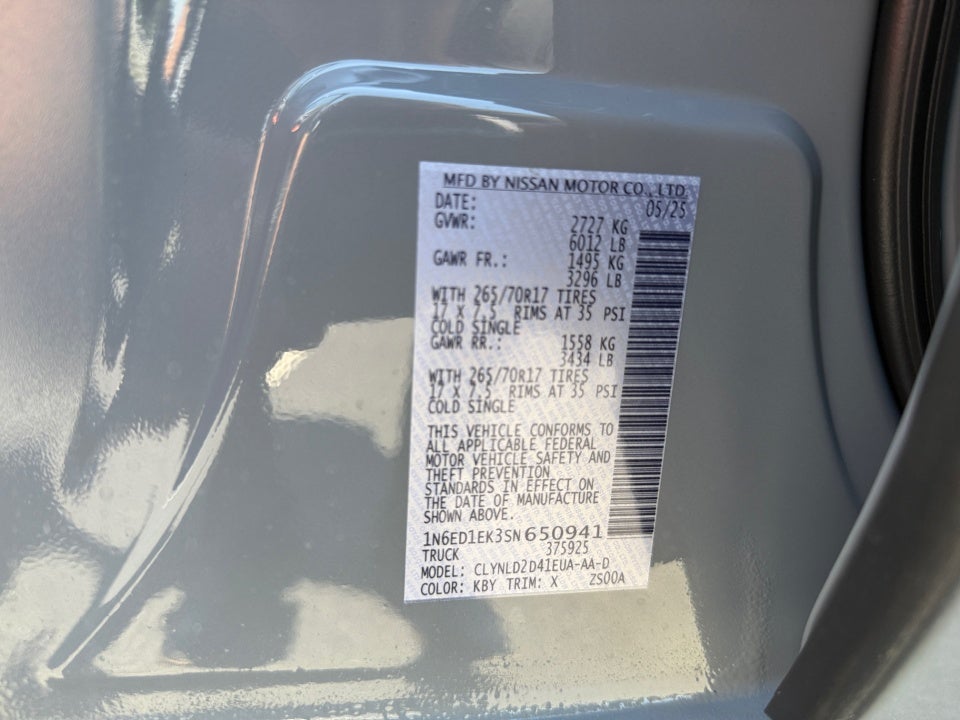 MFD BY NISSAN MOTOR CO., LTD.
DATE: 05/25
GVWR: 2727 KG
6012 LB
GAWR FR.: 1495 KG
3296 LB
WITH 265/70R17 TIRES
17 X 7.5 RIMS AT 35 PSI
COLD SINGLE
GAWR RR.: 1558 KG
3434 LB
WITH 265/70R17 TIRES
17 X 7.5 RIMS AT 35 PSI
COLD SINGLE
THIS VEHICLE CONFORMS TO
ALL APPLICABLE FEDERAL
MOTOR VEHICLE SAFETY AND
THEFT PREVENTION
STANDARDS IN EFFECT ON
THE DATE OF MANUFACTURE
SHOWN ABOVE.
1N6ED1EK3SN650941
TRUCK 375925
MODEL: CLYNLD2D41EUA-AA-D
COLOR: KBY TRIM: X ZS00A